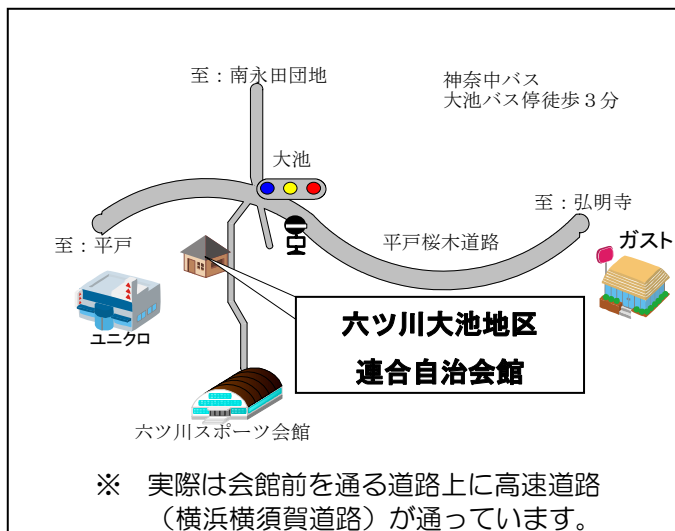 至：南永田団地
神奈中バス
大池バス停徒歩３分
大池
至：弘明寺
至：平戸
平戸桜木道路
ガスト
ユニクロ
六ツ川大池地区
連合自治会館
六ツ川スポーツ会館
※　実際は会館前を通る道路上に高速道路
（横浜横須賀道路）が通っています。